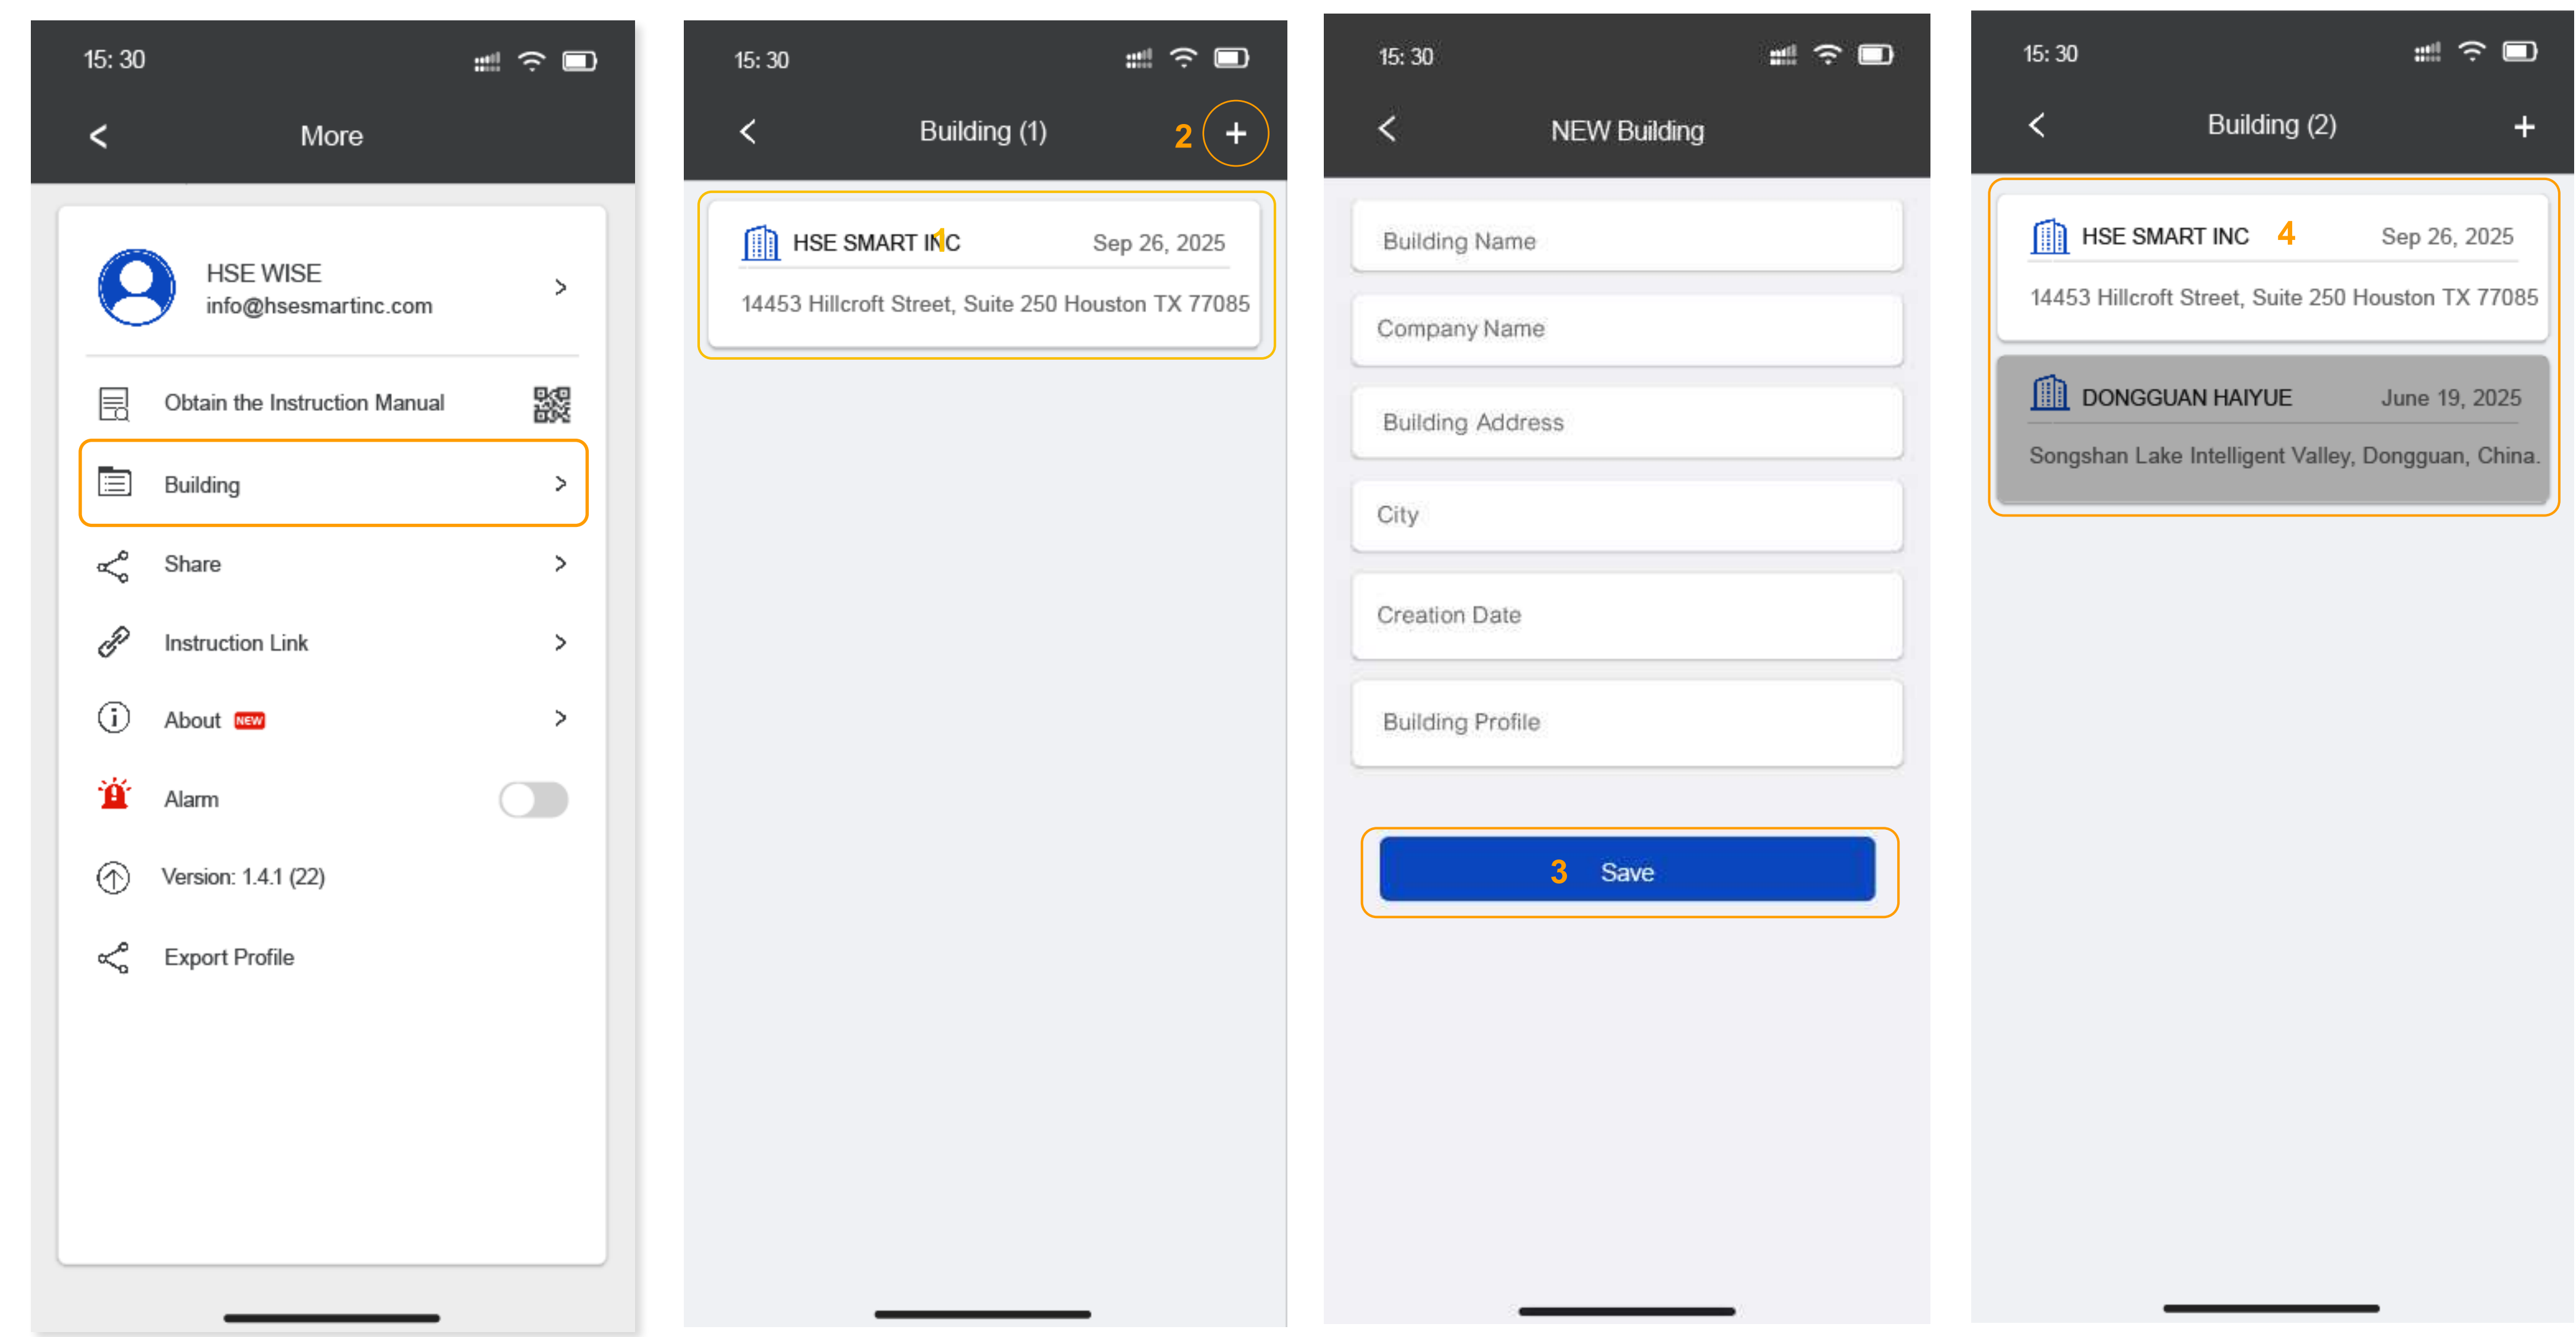 15: 30
More
HSE WISE
info@hsesmartinc.com
Obtain the Instruction Manual
Building
Share
Instruction Link
About NEW
Alarm
Version: 1.4.1 (22)
Export Profile
15: 30
Building (1)
2 +
HSE SMART INC 1 Sep 26, 2025
14453 Hillcroft Street, Suite 250 Houston TX 77085
15: 30
NEW Building
Building Name
Company Name
Building Address
City
Creation Date
Building Profile
3 Save
15: 30
Building (2) +
HSE SMART INC 4 Sep 26, 2025
14453 Hillcroft Street, Suite 250 Houston TX 77085
DONGGUAN HAIYUE June 19, 2025
Songshan Lake Intelligent Valley, Dongguan, China.